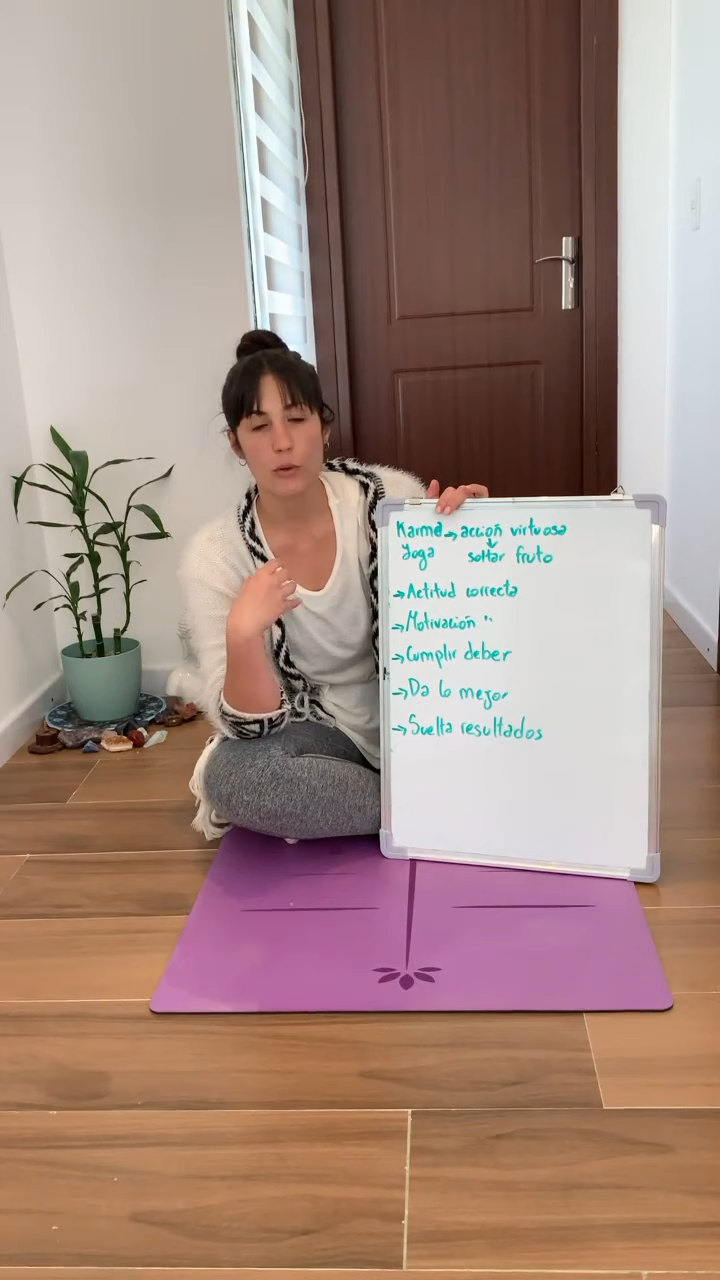 Karma → acción virtuosa
Yoga ↓ soltar fruto
→ Actitud correcta
→ Motivación "
→ Cumplir deber
→ Da lo mejor
→ Suelta resultados